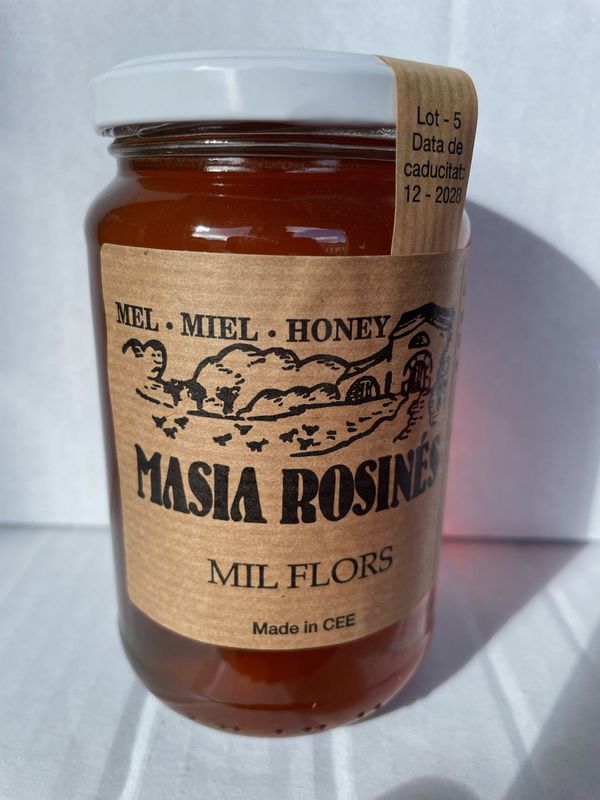 Lot - 5
Data de
caducitat:
12 - 2028
MEL · MIEL · HONEY
MASIA ROSINÉS
MIL FLORS
Made in CEE